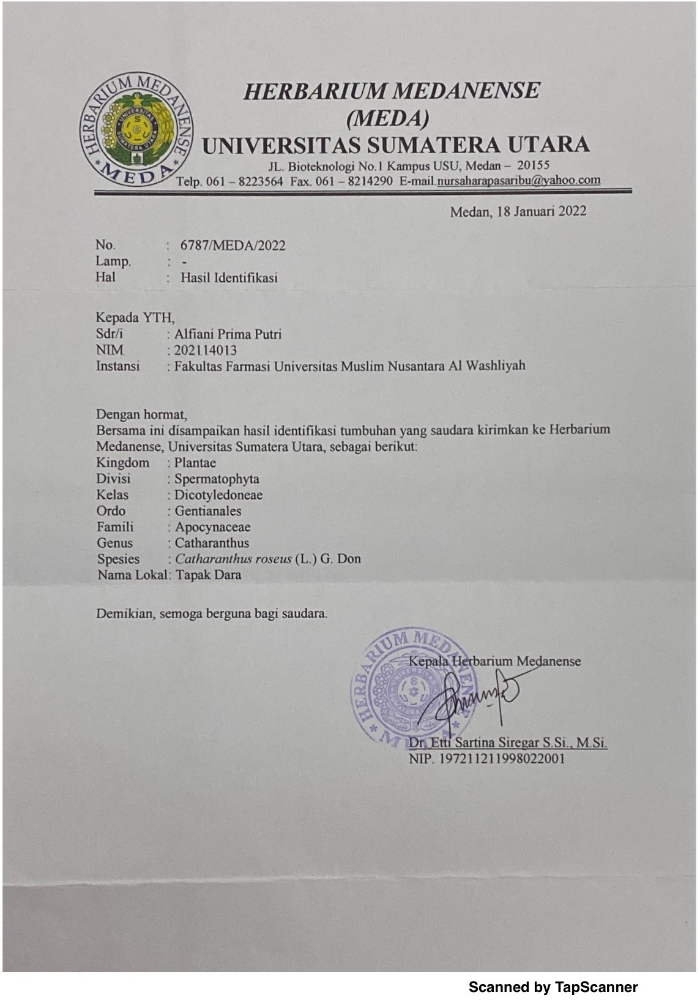 HERBARIUM MEDANENSE
* MEDA *
UNIVERSITAS
SUMATERA UTARA
HERBARIUM MEDANENSE
(MEDA)
UNIVERSITAS SUMATERA UTARA
JL. Bioteknologi No.1 Kampus USU, Medan – 20155
Telp. 061 – 8223564 Fax. 061 – 8214290 E-mail.nursaharapasaribu@yahoo.com
Medan, 18 Januari 2022
No. : 6787/MEDA/2022
Lamp. : -
Hal : Hasil Identifikasi
Kepada YTH,
Sdr/i : Alfiani Prima Putri
NIM : 202114013
Instansi : Fakultas Farmasi Universitas Muslim Nusantara Al Washliyah
Dengan hormat,
Bersama ini disampaikan hasil identifikasi tumbuhan yang saudara kirimkan ke Herbarium
Medanense, Universitas Sumatera Utara, sebagai berikut:
Kingdom : Plantae
Divisi : Spermatophyta
Kelas : Dicotyledoneae
Ordo : Gentianales
Famili : Apocynaceae
Genus : Catharanthus
Spesies : Catharanthus roseus (L.) G. Don
Nama Lokal: Tapak Dara
Demikian, semoga berguna bagi saudara.
HERBARIUM MEDANENSE
* MEDA *
Kepala Herbarium Medanense
Dr. Etti Sartina Siregar S.Si., M.Si.
NIP. 197211211998022001
Scanned by TapScanner